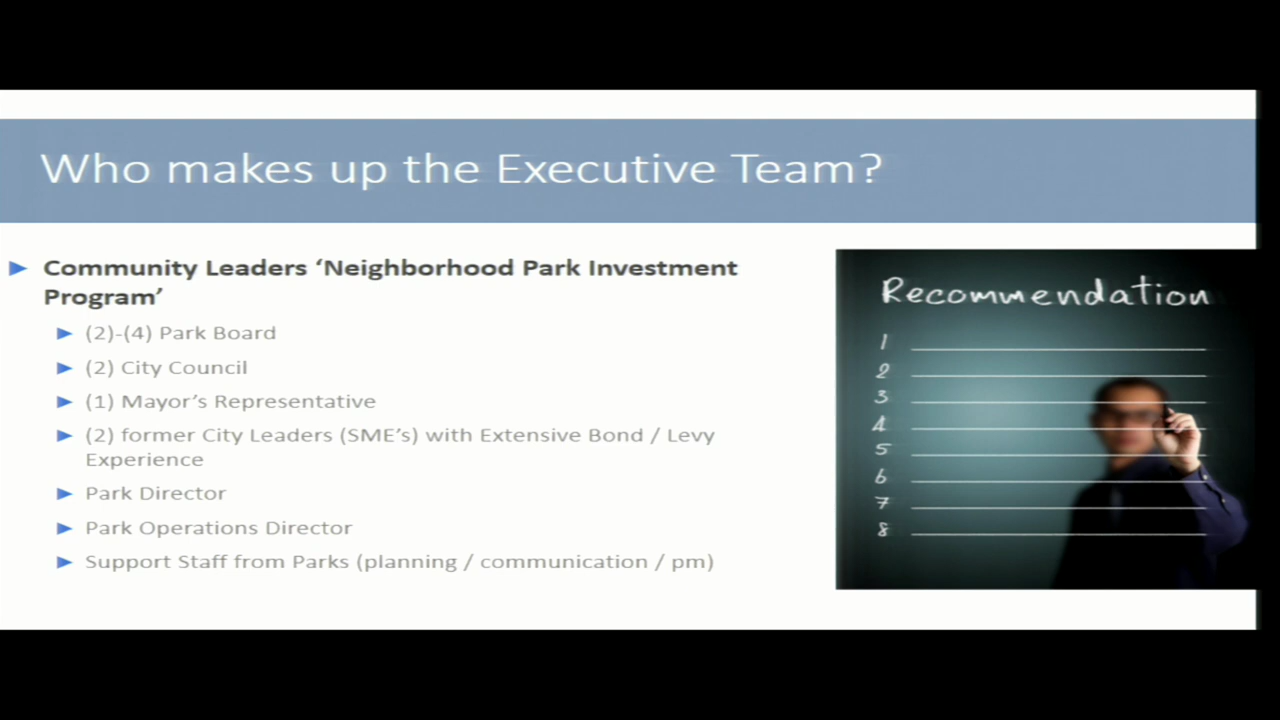 Who makes up the Executive Team?
Community Leaders ‘Neighborhood Park Investment
Program’
(2)-(4) Park Board
(2) City Council
(1) Mayor’s Representative
(2) former City Leaders (SME’s) with Extensive Bond / Levy
Experience
Park Director
Park Operations Director
Support Staff from Parks (planning / communication / pm)
Recommendation
1
2
3
4
5
6
7
8